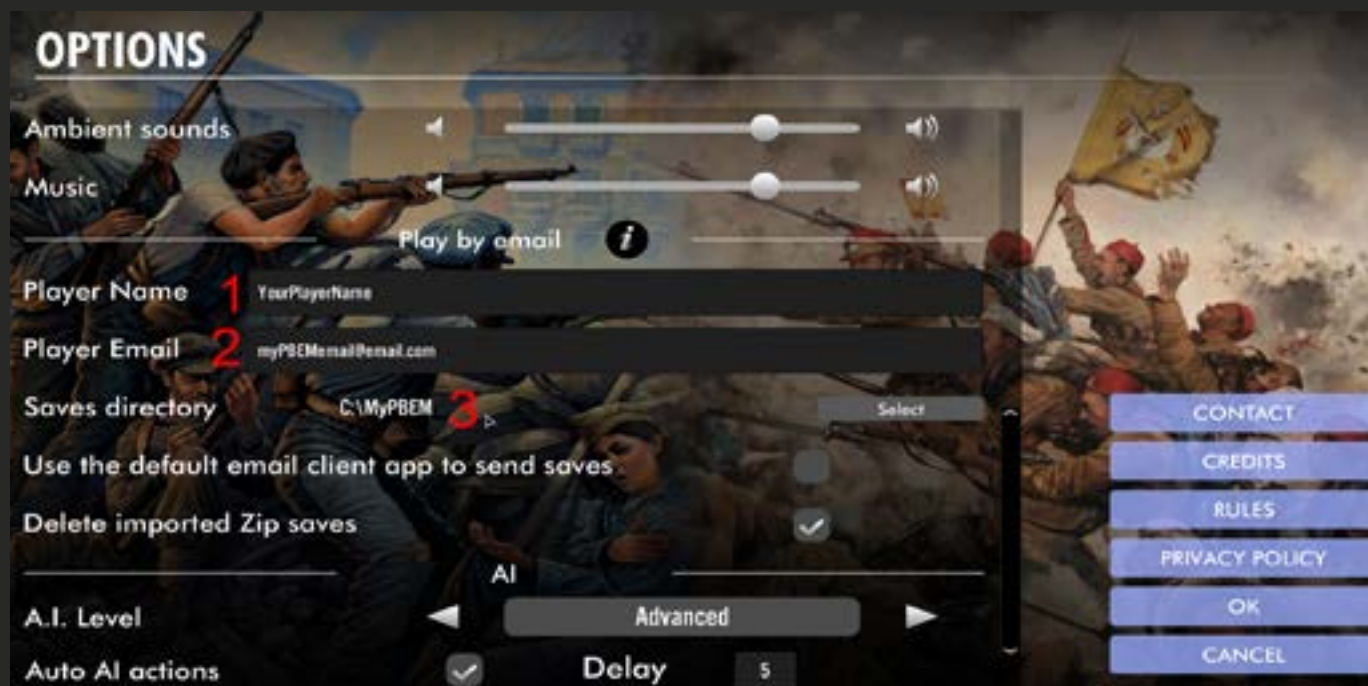 OPTIONS
Ambient sounds
Music
Play by email i
Player Name 1 YourPlayerName
Player Email 2 myPBEMemail@email.com
Saves directory C:\MyPBEM 3 Select
CONTACT
Use the default email client app to send saves
CREDITS
RULES
Delete imported Zip saves
PRIVACY POLICY
AI
A.I. Level Advanced
OK
CANCEL
Auto AI actions Delay 5